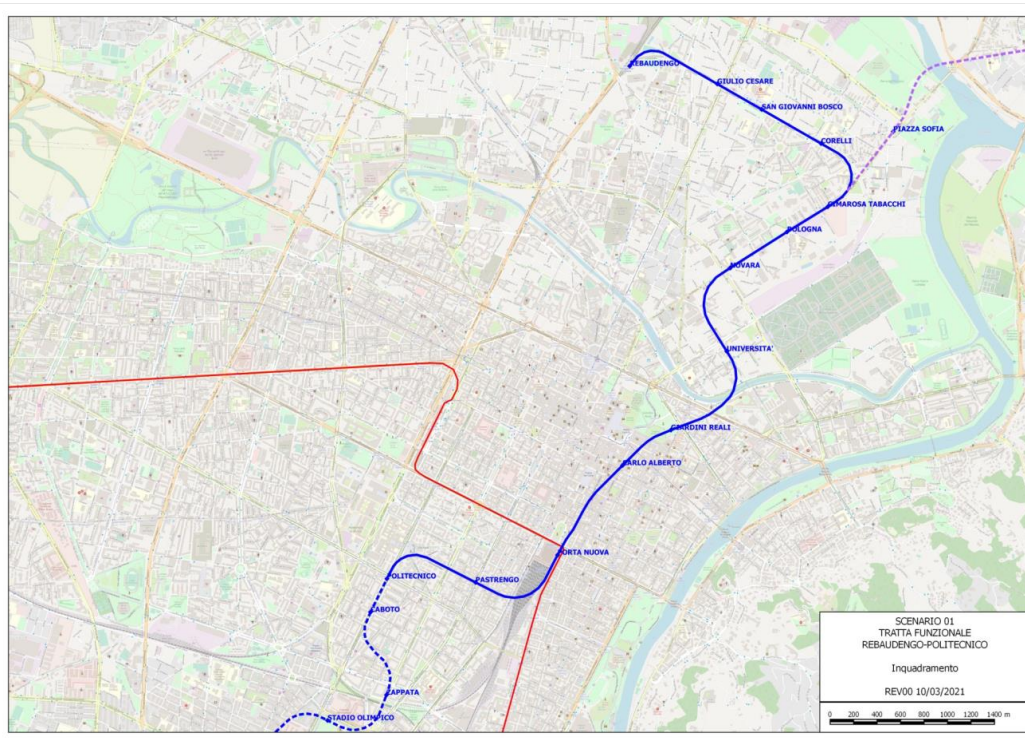 REBAUDENGO
GIULIO CESARE
SAN GIOVANNI BOSCO
CORELLI
PIAZZA SOFIA
CIMAROSA TABACCHI
BOLOGNA
NOVARA
UNIVERSITA'
GIARDINI REALI
CARLO ALBERTO
PORTA NUOVA
POLITECNICO
PASTRENGO
CABOTO
ZAPPATA
STADIO OLIMPICO
SCENARIO 01
TRATTA FUNZIONALE
REBAUDENGO-POLITECNICO
Inquadramento
REV00 10/03/2021
0 200 400 600 800 1000 1200 1400 m